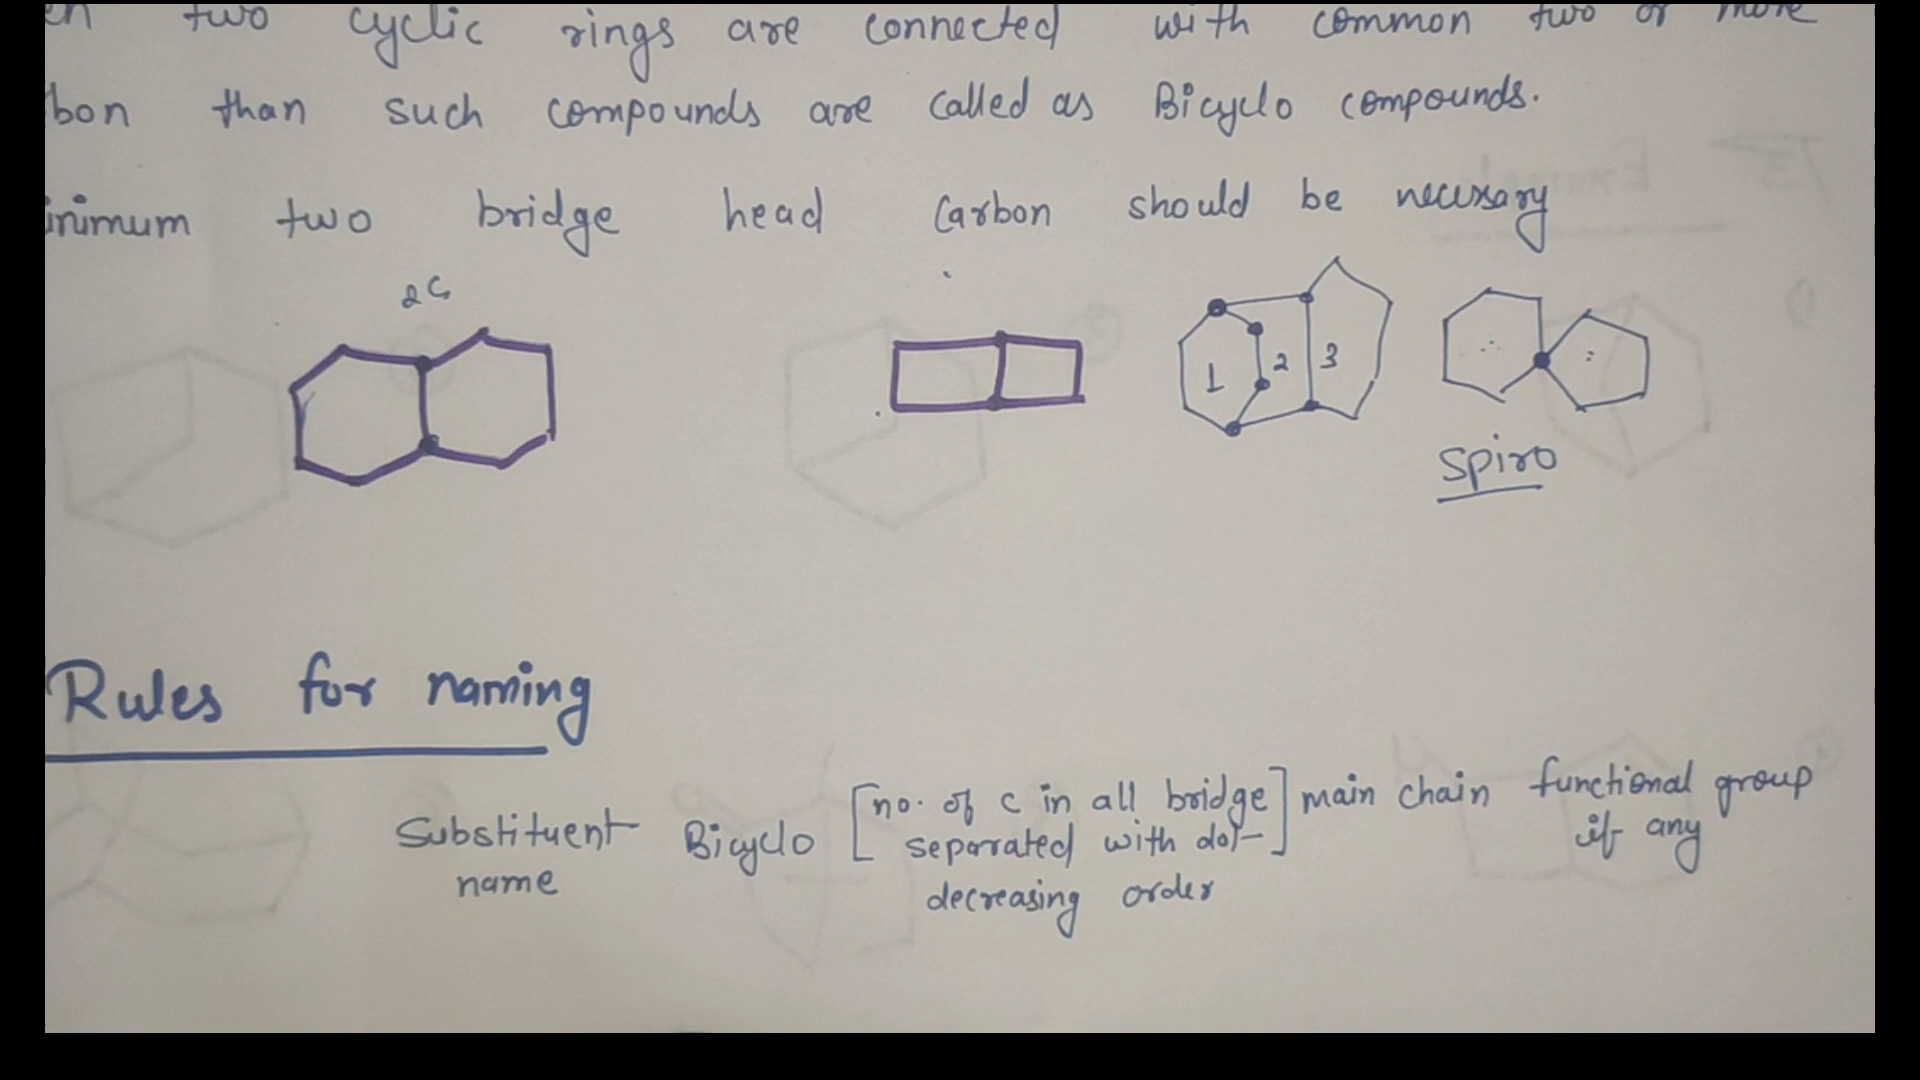 two cyclic rings are connected with common two or more
bon than such compounds are called as Bicyclo compounds.
inimum two bridge head Carbon should be necessary
2C
1 2 3
Spiro
Rules for naming
Substituent name Bicyclo [no. of c in all bridge separated with dot- decreasing order] main chain functional group if any